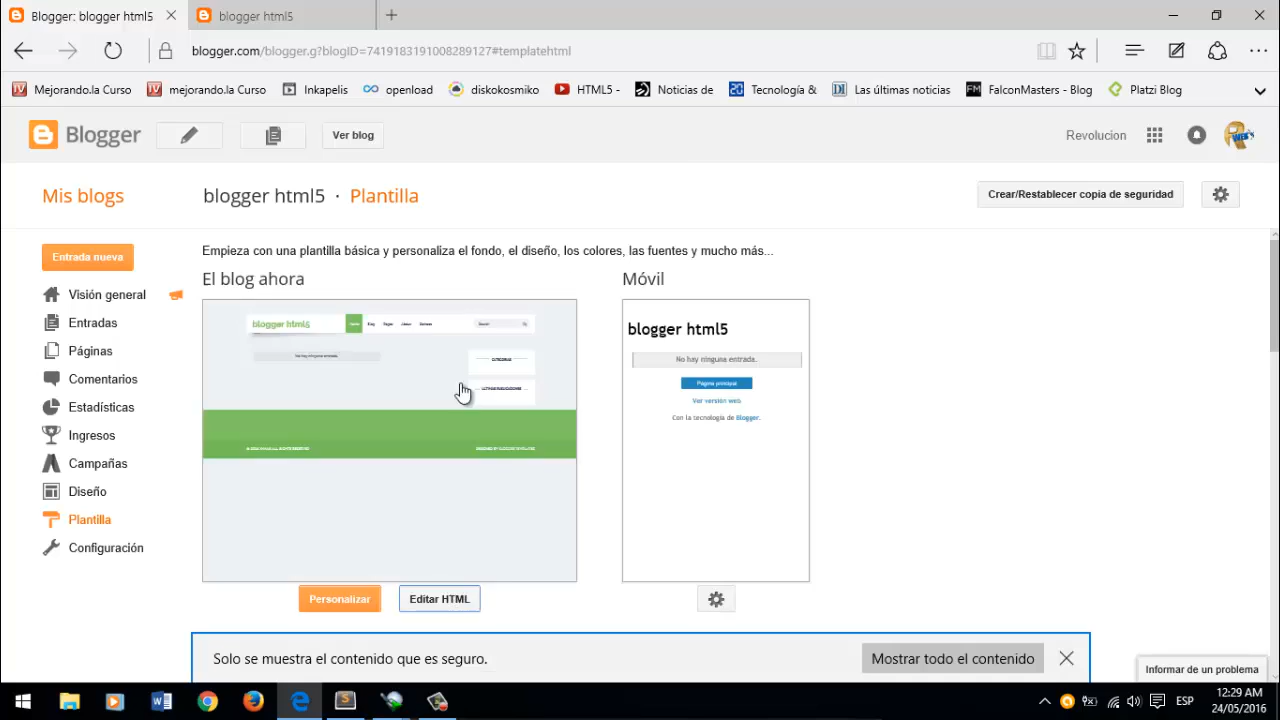 Blogger: blogger html5
blogger html5
blogger.com/blogger.g?blogID=7419183191008289127#templatehtml
Mejorando.la Curso
mejorando.la Curso
Inkapelis
openload
diskokosmiko
HTML5 -
Noticias de
Tecnología &
Las últimas noticias
FalconMasters - Blog
Platzi Blog
Blogger
Ver blog
Revolucion
Mis blogs
blogger html5 · Plantilla
Crear/Restablecer copia de seguridad
Entrada nueva
Visión general
Entradas
Páginas
Comentarios
Estadísticas
Ingresos
Campañas
Diseño
Plantilla
Configuración
Empieza con una plantilla básica y personaliza el fondo, el diseño, los colores, las fuentes y mucho más...
El blog ahora
Móvil
blogger html5
No hay ninguna entrada.
blogger html5
No hay ninguna entrada.
Página principal
Ver versión web
Con la tecnología de Blogger.
Personalizar
Editar HTML
Solo se muestra el contenido que es seguro.
Mostrar todo el contenido
Informar de un problema
ESP
12:29 AM
24/05/2016